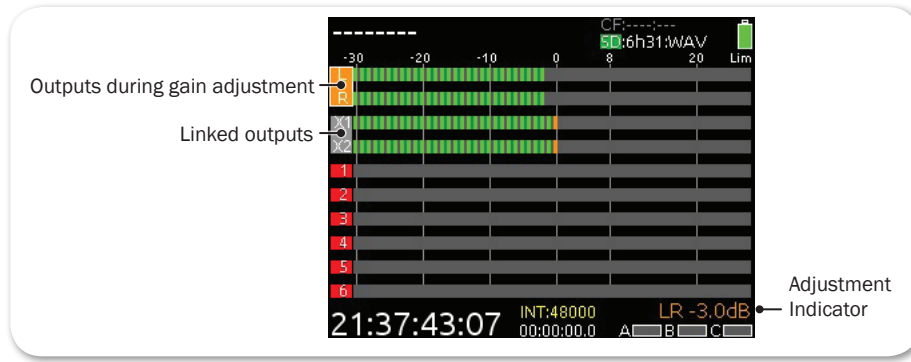 --------
CF:----:---
SD:6h31:WAV
-30 -20 -10 0 8 20 Lim
L
R
X1
X2
1
2
3
4
5
6
21:37:43:07
INT:48000
00:00:00.0
LR -3.0dB
A B C
Outputs during gain adjustment
Linked outputs
Adjustment
Indicator